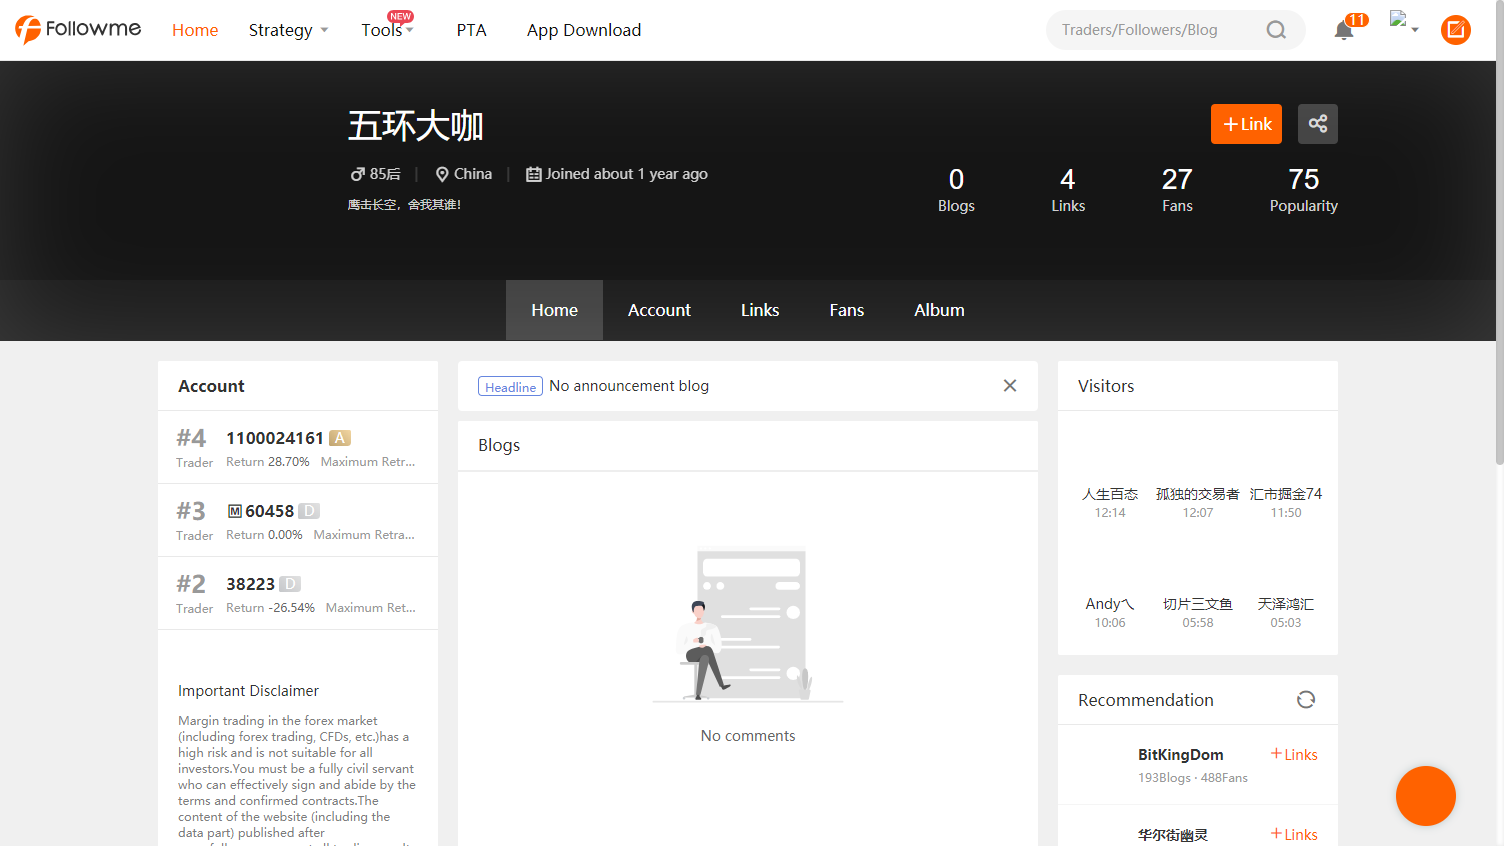 Followme
Home
Strategy
Tools
NEW
PTA
App Download
Traders/Followers/Blog
11
五环大咖
+Link
85后
China
Joined about 1 year ago
鹰击长空，舍我其谁！
0
Blogs
4
Links
27
Fans
75
Popularity
Home
Account
Links
Fans
Album
Account
#4
Trader
1100024161 A
Return 28.70% Maximum Retr...
#3
Trader
M 60458 D
Return 0.00% Maximum Retra...
#2
Trader
38223 D
Return -26.54% Maximum Ret...
Important Disclaimer
Margin trading in the forex market
(including forex trading, CFDs, etc.)has a
high risk and is not suitable for all
investors.You must be a fully civil servant
who can effectively sign and abide by the
terms and confirmed contracts.The
content of the website (including the
data part) published after
Headline No announcement blog
Blogs
No comments
Visitors
人生百态
12:14
孤独的交易者
12:07
汇市掘金74
11:50
Andy乀
10:06
切片三文鱼
05:58
天泽鸿汇
05:03
Recommendation
BitKingDom
+Links
193Blogs · 488Fans
华尔街幽灵
+Links